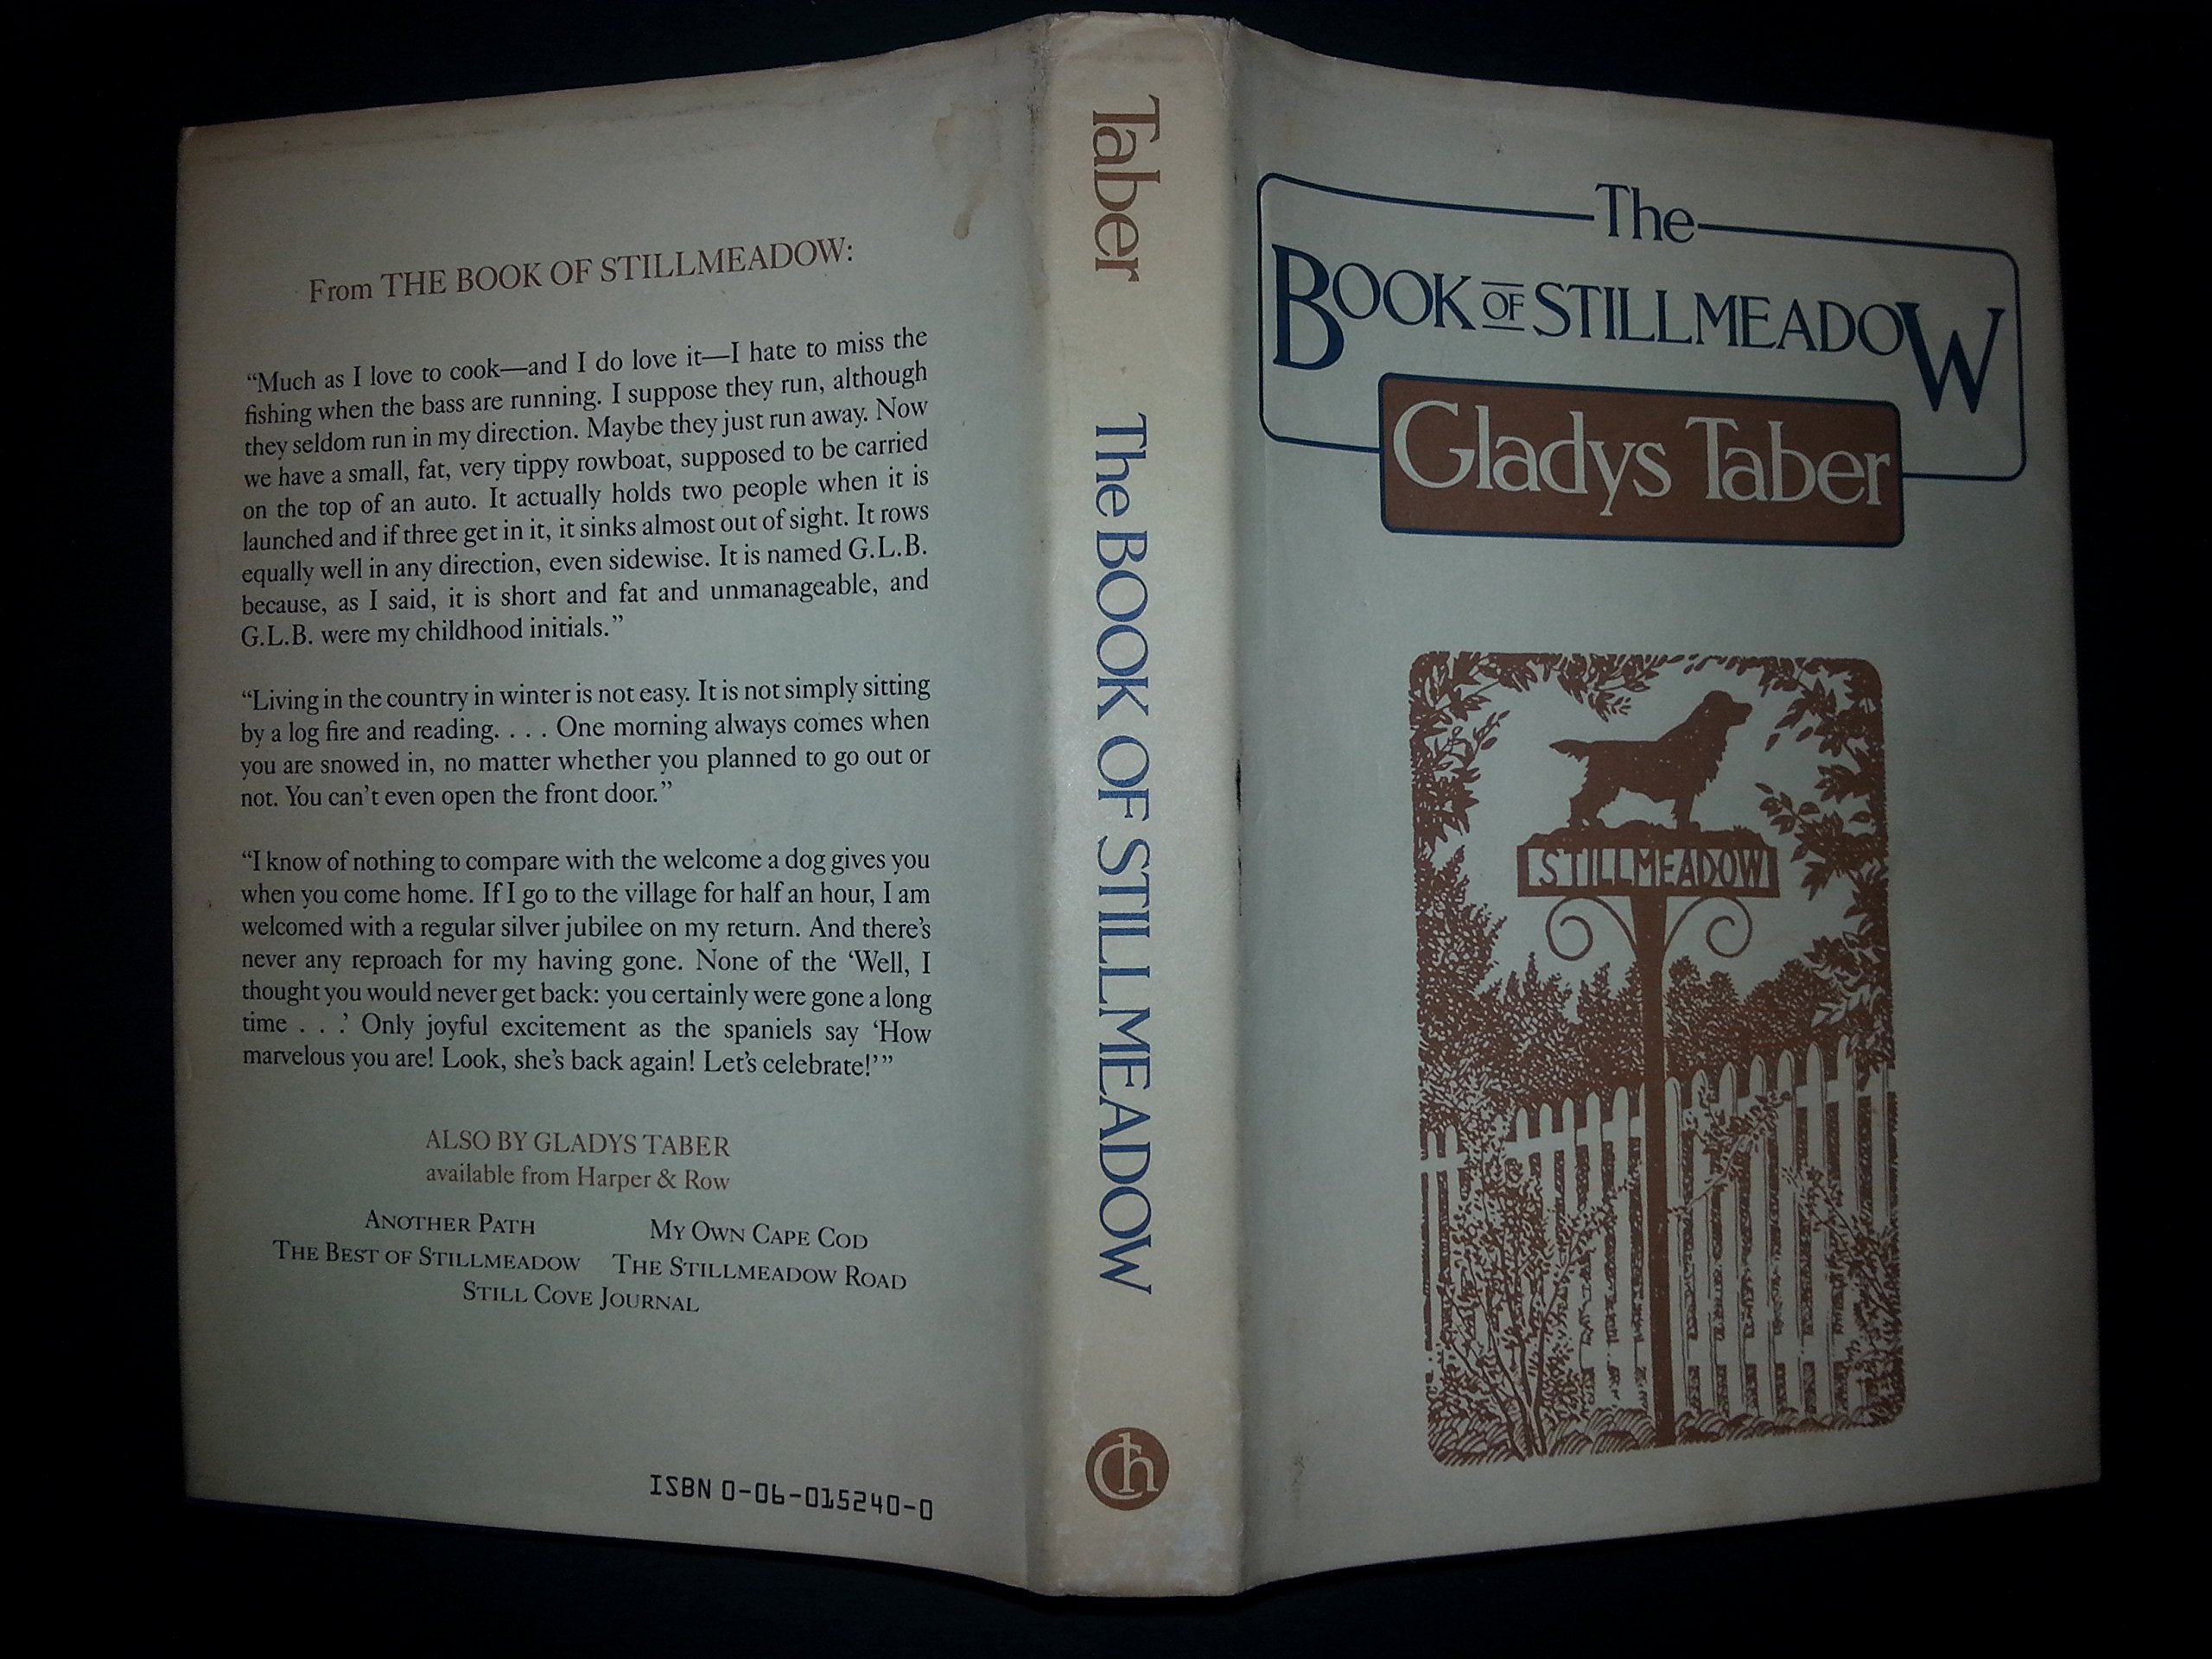 From THE BOOK OF STILLMEADOW:
“Much as I love to cook—and I do love it—I hate to miss the
fishing when the bass are running. I suppose they run, although
they seldom run in my direction. Maybe they just run away. Now
we have a small, fat, very tippy rowboat, supposed to be carried
on the top of an auto. It actually holds two people when it is
launched and if three get in it, it sinks almost out of sight. It rows
equally well in any direction, even sidewise. It is named G.L.B.
because, as I said, it is short and fat and unmanageable, and
G.L.B. were my childhood initials.”
“Living in the country in winter is not easy. It is not simply sitting
by a log fire and reading. . . . One morning always comes when
you are snowed in, no matter whether you planned to go out or
not. You can’t even open the front door.”
“I know of nothing to compare with the welcome a dog gives you
when you come home. If I go to the village for half an hour, I am
welcomed with a regular silver jubilee on my return. And there’s
never any reproach for my having gone. None of the ‘Well, I
thought you would never get back: you certainly were gone a long
time . . .’ Only joyful excitement as the spaniels say ‘How
marvelous you are! Look, she’s back again! Let’s celebrate!’”
ALSO BY GLADYS TABER
available from Harper & Row
ANOTHER PATH MY OWN CAPE COD
THE BEST OF STILLMEADOW THE STILLMEADOW ROAD
STILL COVE JOURNAL
ISBN 0-06-015240-0
Taber The BOOK OF STILLMEADOW
Ch
The
BOOK OF STILLMEADOW
Gladys Taber
STILLMEADOW